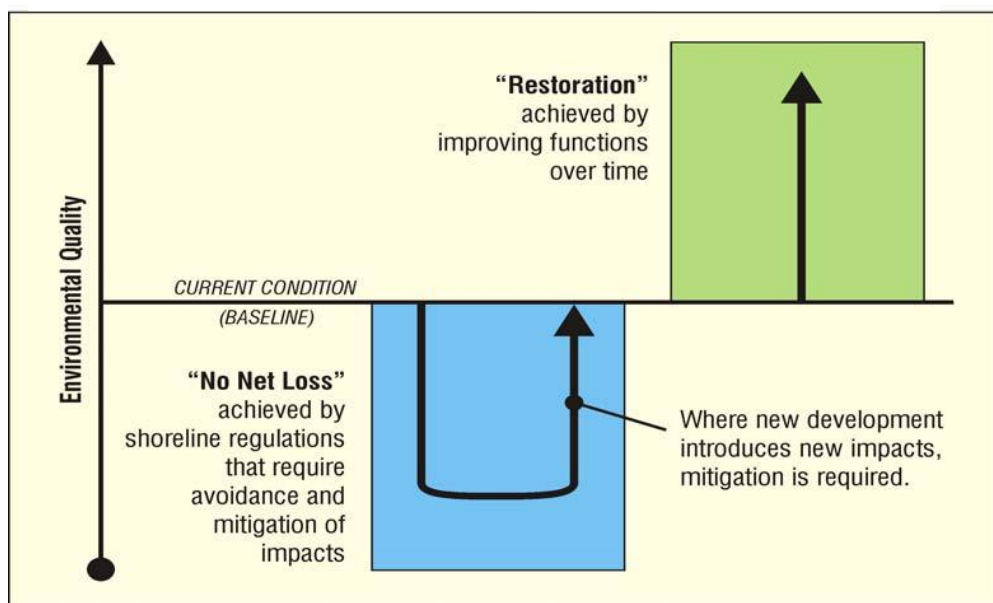 “Restoration”
achieved by
improving functions
over time
Environmental Quality
CURRENT CONDITION
(BASELINE)
“No Net Loss”
achieved by
shoreline regulations
that require
avoidance and
mitigation of
impacts
Where new development
introduces new impacts,
mitigation is required.